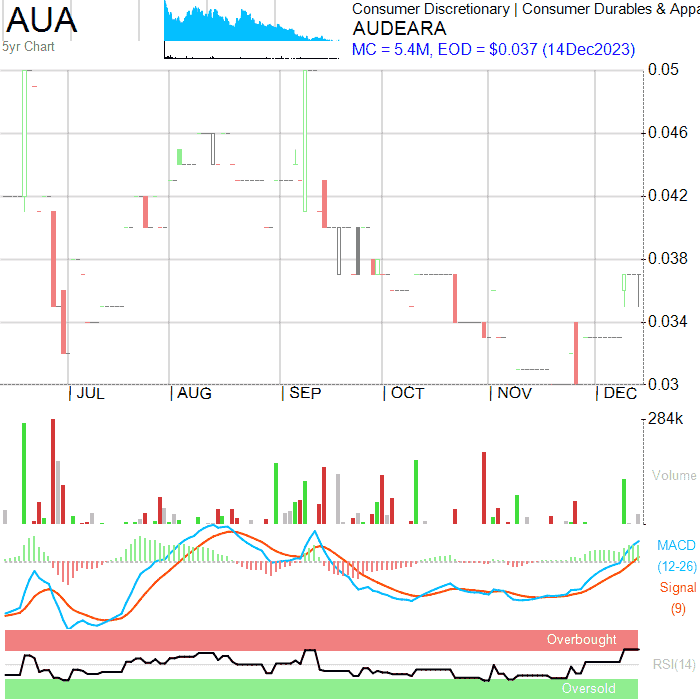 AUA
5yr Chart
Consumer Discretionary | Consumer Durables & Appa
AUDEARA
MC = 5.4M, EOD = $0.037 (14Dec2023)
0.05
0.046
0.042
0.038
0.034
0.03
JUL AUG SEP OCT NOV DEC
284k
Volume
MACD
(12-26)
Signal
(9)
Overbought
RSI(14)
Oversold